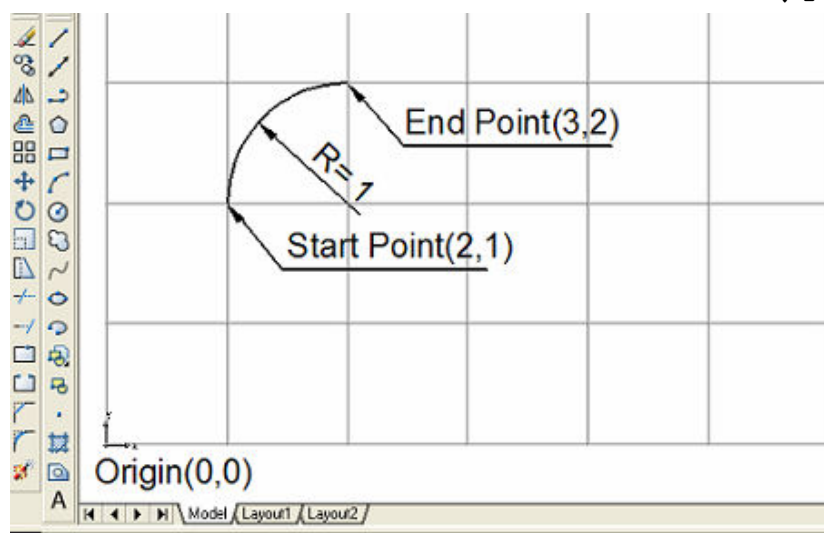 End Point(3,2)
R=1
Start Point(2,1)
Origin(0,0)
A
Model Layout1 Layout2